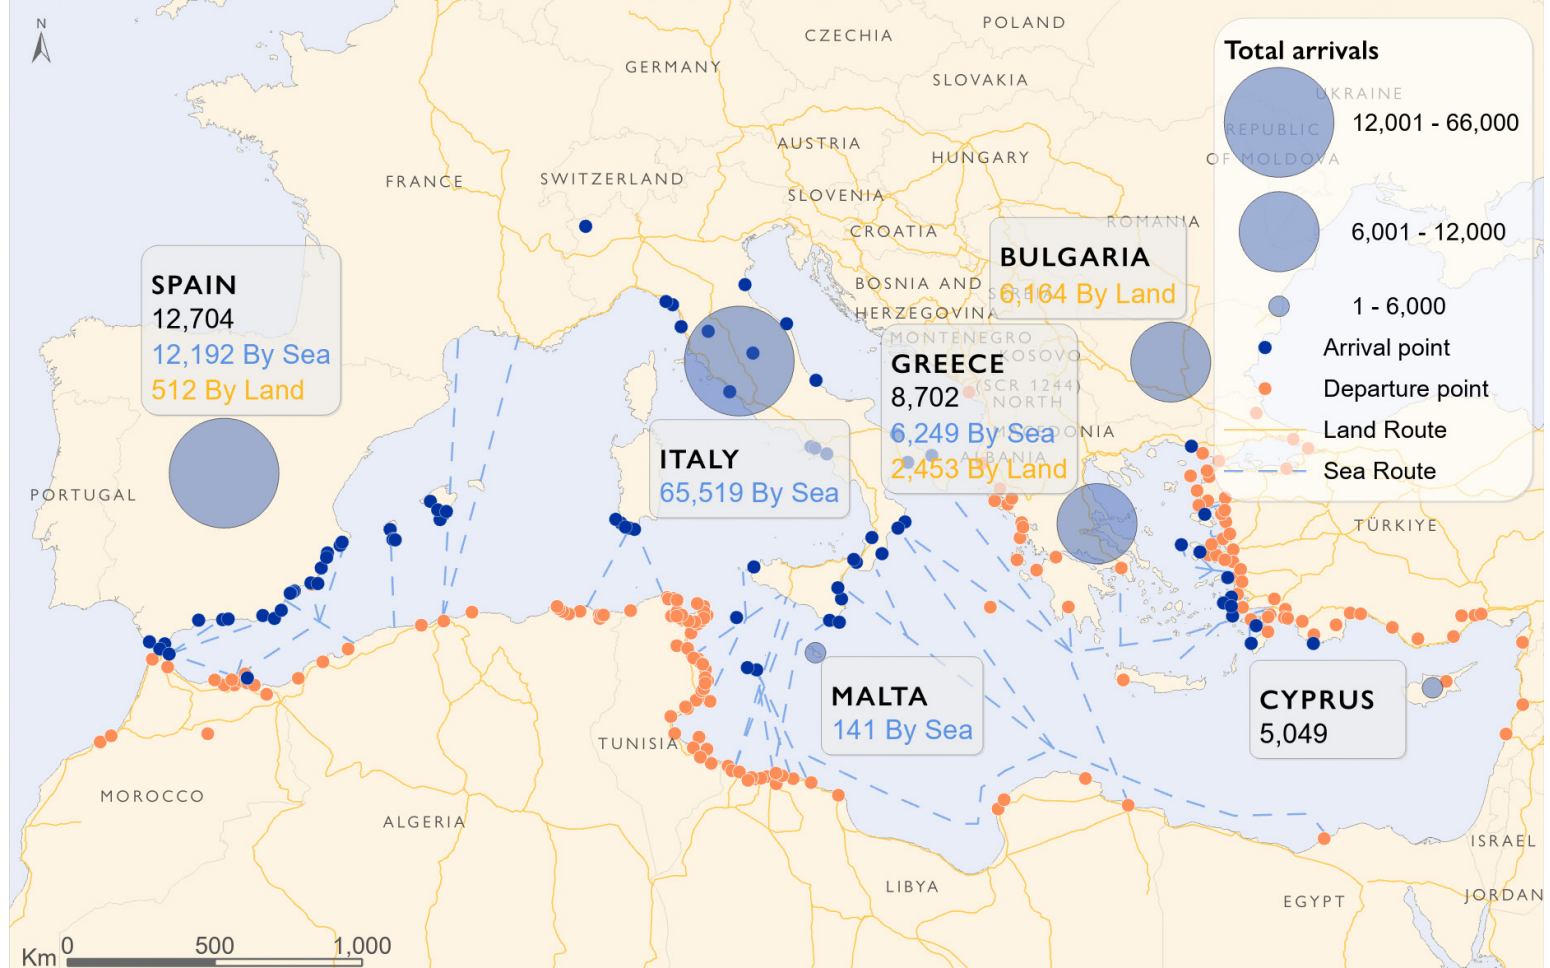 N
POLAND
CZECHIA
GERMANY
SLOVAKIA
AUSTRIA
HUNGARY
FRANCE
SWITZERLAND
SLOVENIA
ROMANIA
CROATIA
BOSNIA AND
HERZEGOVINA
SERBIA
MONTENEGRO
KOSOVO
(SCR 1244)
NORTH
MACEDONIA
ALBANIA
UKRAINE
REPUBLIC
OF MOLDOVA
Total arrivals
12,001 - 66,000
6,001 - 12,000
1 - 6,000
Arrival point
Departure point
Land Route
Sea Route
SPAIN
12,704
12,192 By Sea
512 By Land
BULGARIA
6,164 By Land
GREECE
8,702
6,249 By Sea
2,453 By Land
ITALY
65,519 By Sea
PORTUGAL
TÜRKIYE
MALTA
141 By Sea
CYPRUS
5,049
TUNISIA
MOROCCO
ALGERIA
LIBYA
EGYPT
ISRAEL
JORDAN
Km 0 500 1,000